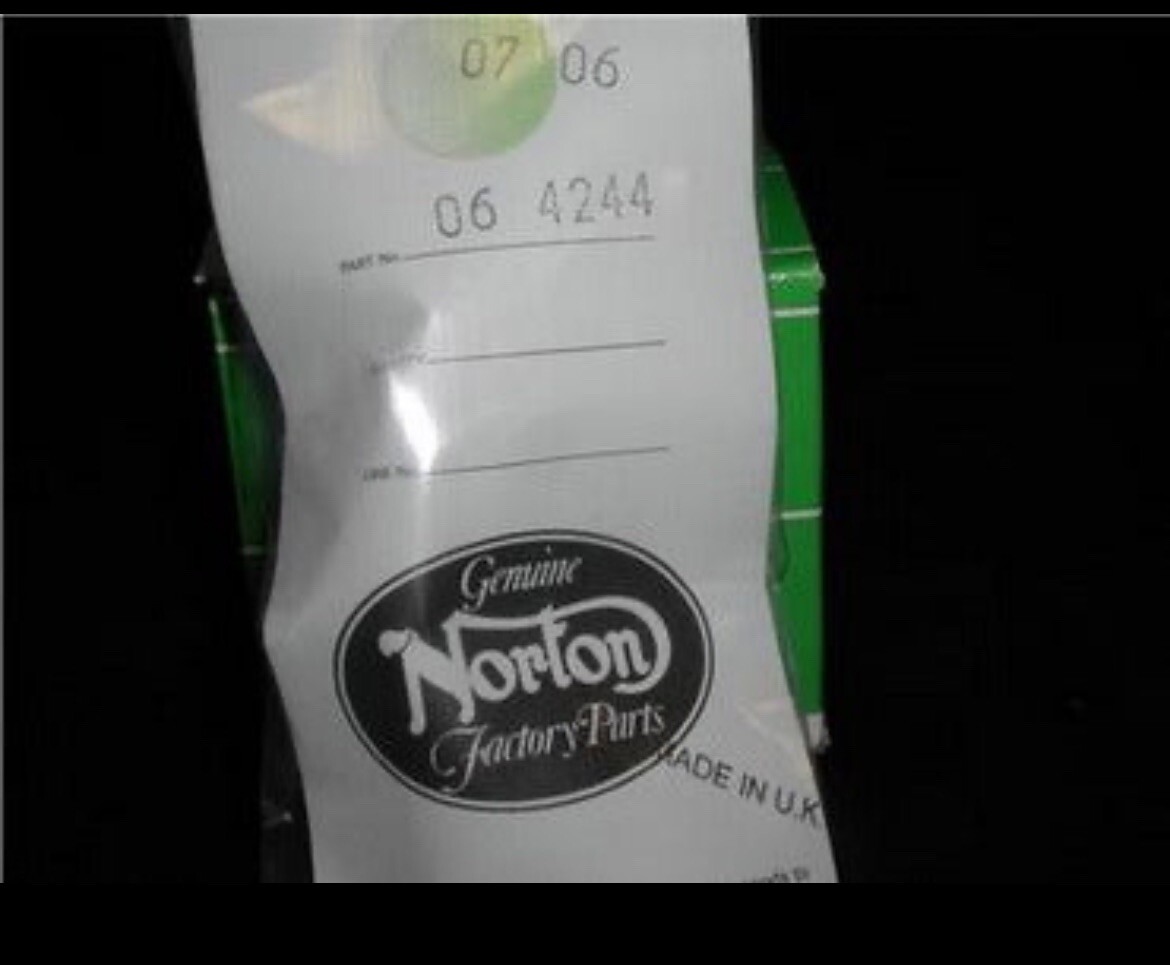 07 06
06 4244
PART No.
Genuine
Norton
Factory Parts
MADE IN U.K.